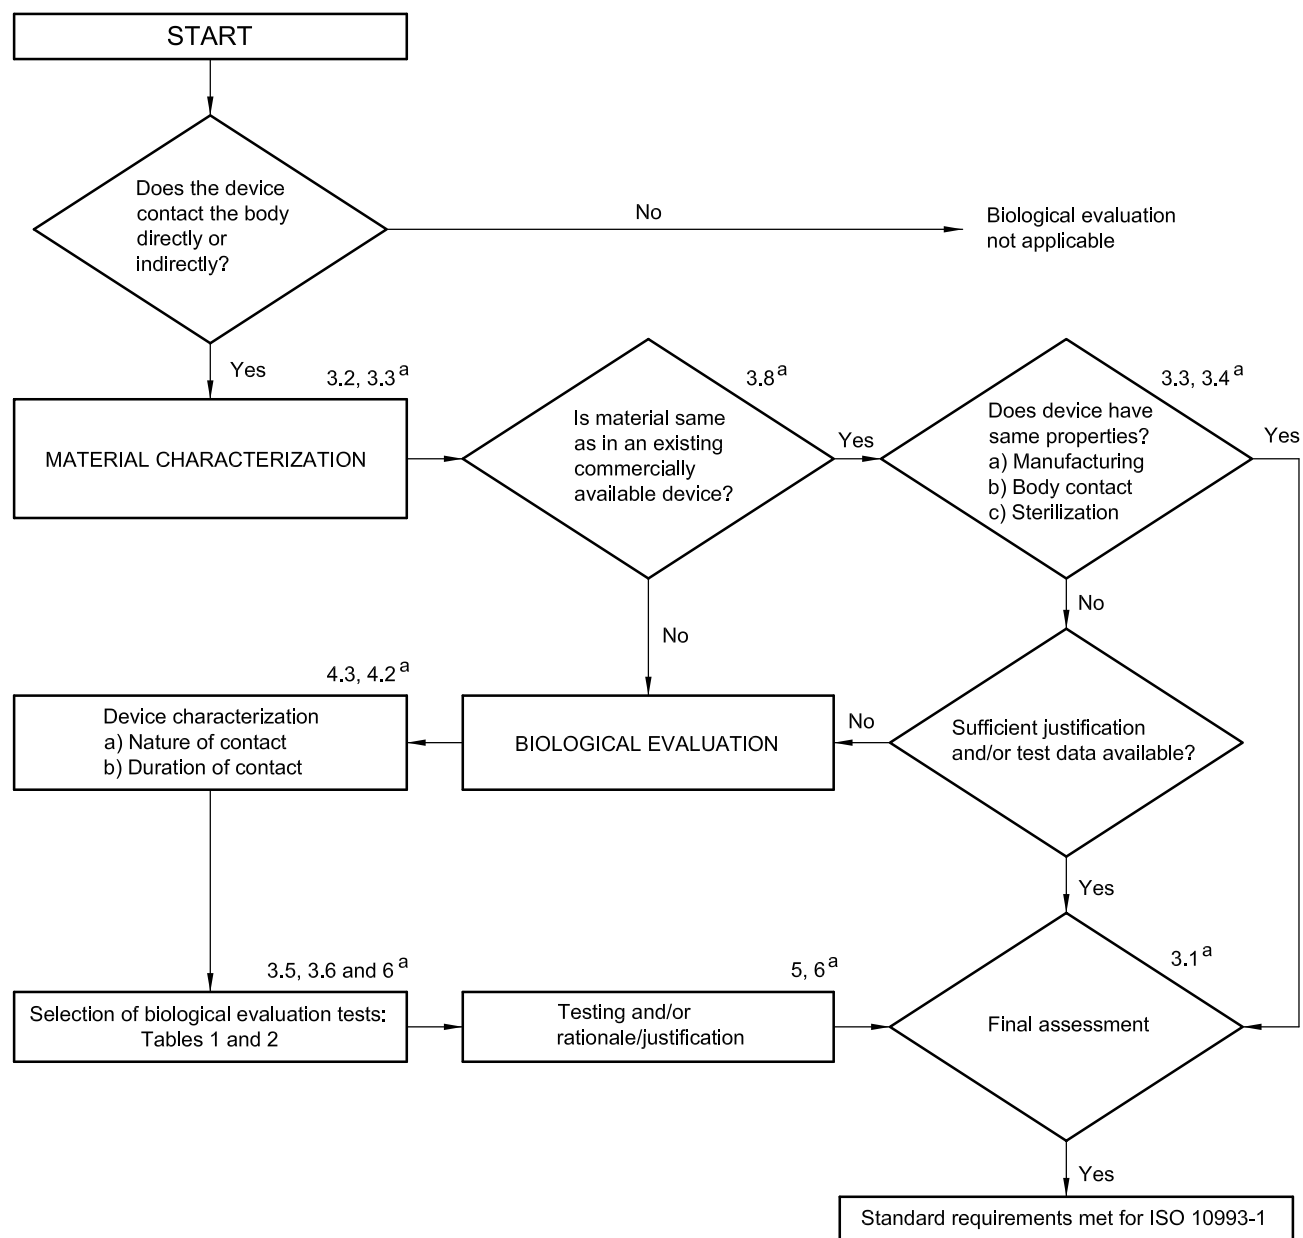 START
Does the device
contact the body
directly or
indirectly?
No
Biological evaluation
not applicable
Yes
3.2, 3.3 a
MATERIAL CHARACTERIZATION
3.8 a
Is material same
as in an existing
commercially
available device?
Yes
3.3, 3.4 a
Does device have
same properties?
a) Manufacturing
b) Body contact
c) Sterilization
Yes
No
No
4.3, 4.2 a
Device characterization
a) Nature of contact
b) Duration of contact
BIOLOGICAL EVALUATION
No
Sufficient justification
and/or test data available?
Yes
3.5, 3.6 and 6 a
Selection of biological evaluation tests:
Tables 1 and 2
5, 6 a
Testing and/or
rationale/justification
3.1 a
Final assessment
Yes
Standard requirements met for ISO 10993-1